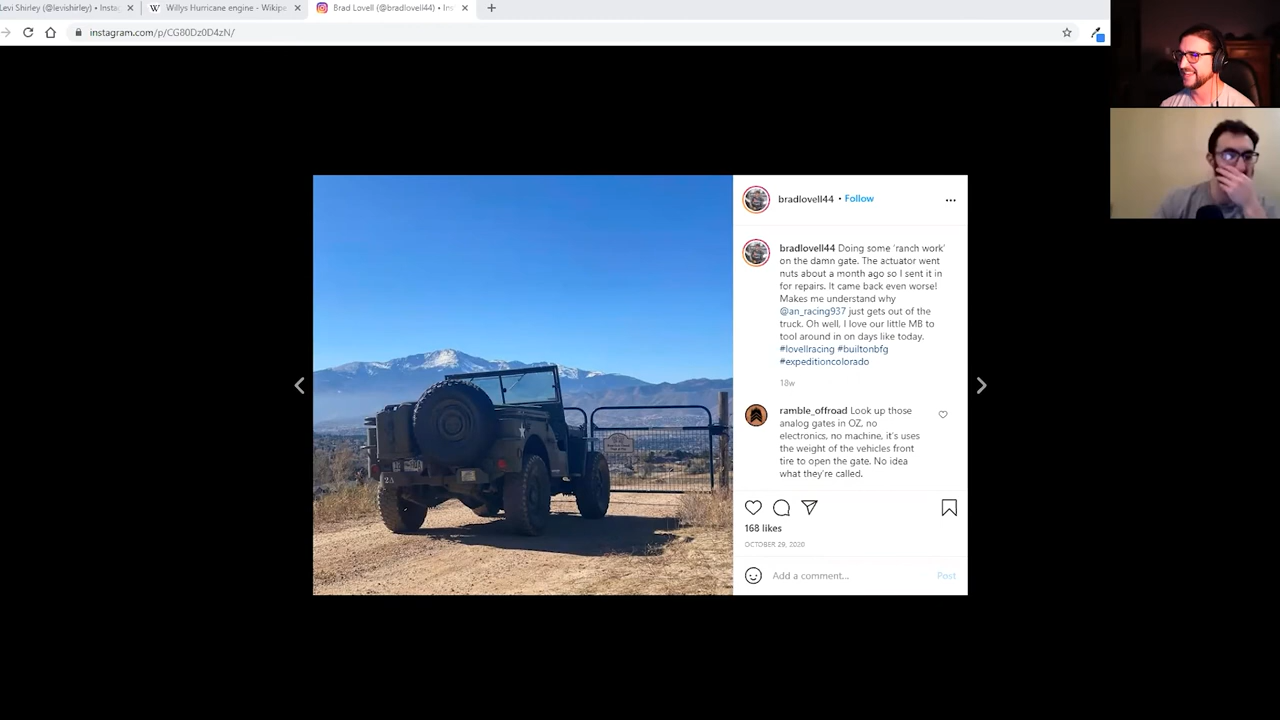 Levi Shirley (@levishirley) • Insta
Willys Hurricane engine - Wikipe
Brad Lovell (@bradlovell44) • In
instagram.com/p/CG80Dz0D4zN/
bradlovell44 • Follow
bradlovell44 Doing some ‘ranch work’
on the damn gate. The actuator went
nuts about a month ago so I sent it in
for repairs. It came back even worse!
Makes me understand why
@an_racing937 just gets out of the
truck. Oh well, I love our little MB to
tool around in on days like today.
#lovellracing #builtonbfg
#expeditioncolorado
18w
ramble_offroad Look up those
analog gates in OZ, no
electronics, no machine, it's uses
the weight of the vehicles front
tire to open the gate. No idea
what they're called.
168 likes
OCTOBER 29, 2020
Add a comment...
Post